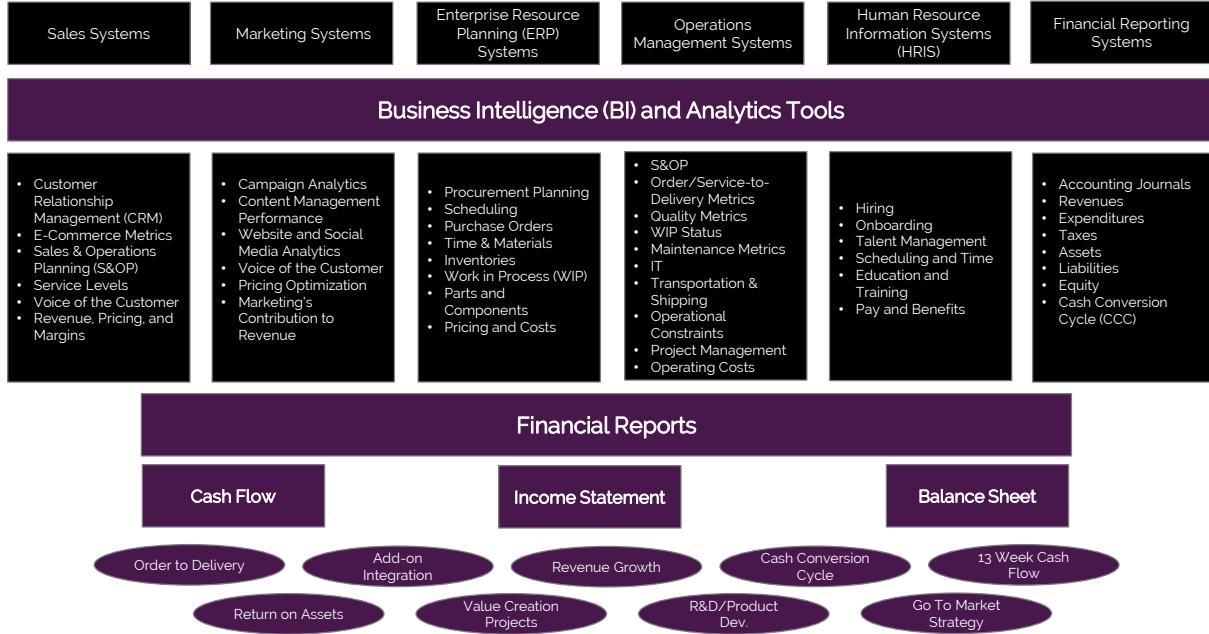 Sales Systems
Marketing Systems
Enterprise Resource
Planning (ERP)
Systems
Operations
Management Systems
Human Resource
Information Systems
(HRIS)
Financial Reporting
Systems
Business Intelligence (BI) and Analytics Tools
• Customer
Relationship
Management (CRM)
• E-Commerce Metrics
• Sales & Operations
Planning (S&OP)
• Service Levels
• Voice of the Customer
• Revenue, Pricing, and
Margins
• Campaign Analytics
• Content Management
Performance
• Website and Social
Media Analytics
• Voice of the Customer
• Pricing Optimization
• Marketing's
Contribution to
Revenue
• Procurement Planning
• Scheduling
• Purchase Orders
• Time & Materials
• Inventories
• Work in Process (WIP)
• Parts and
Components
• Pricing and Costs
• S&OP
• Order/Service-to-
Delivery Metrics
• Quality Metrics
• WIP Status
• Maintenance Metrics
• IT
• Transportation &
Shipping
• Operational
Constraints
• Project Management
• Operating Costs
• Hiring
• Onboarding
• Talent Management
• Scheduling and Time
• Education and
Training
• Pay and Benefits
• Accounting Journals
• Revenues
• Expenditures
• Taxes
• Assets
• Liabilities
• Equity
• Cash Conversion
Cycle (CCC)
Financial Reports
Cash Flow
Income Statement
Balance Sheet
Order to Delivery
Add-on
Integration
Revenue Growth
Cash Conversion
Cycle
13 Week Cash
Flow
Return on Assets
Value Creation
Projects
R&D/Product
Dev.
Go To Market
Strategy